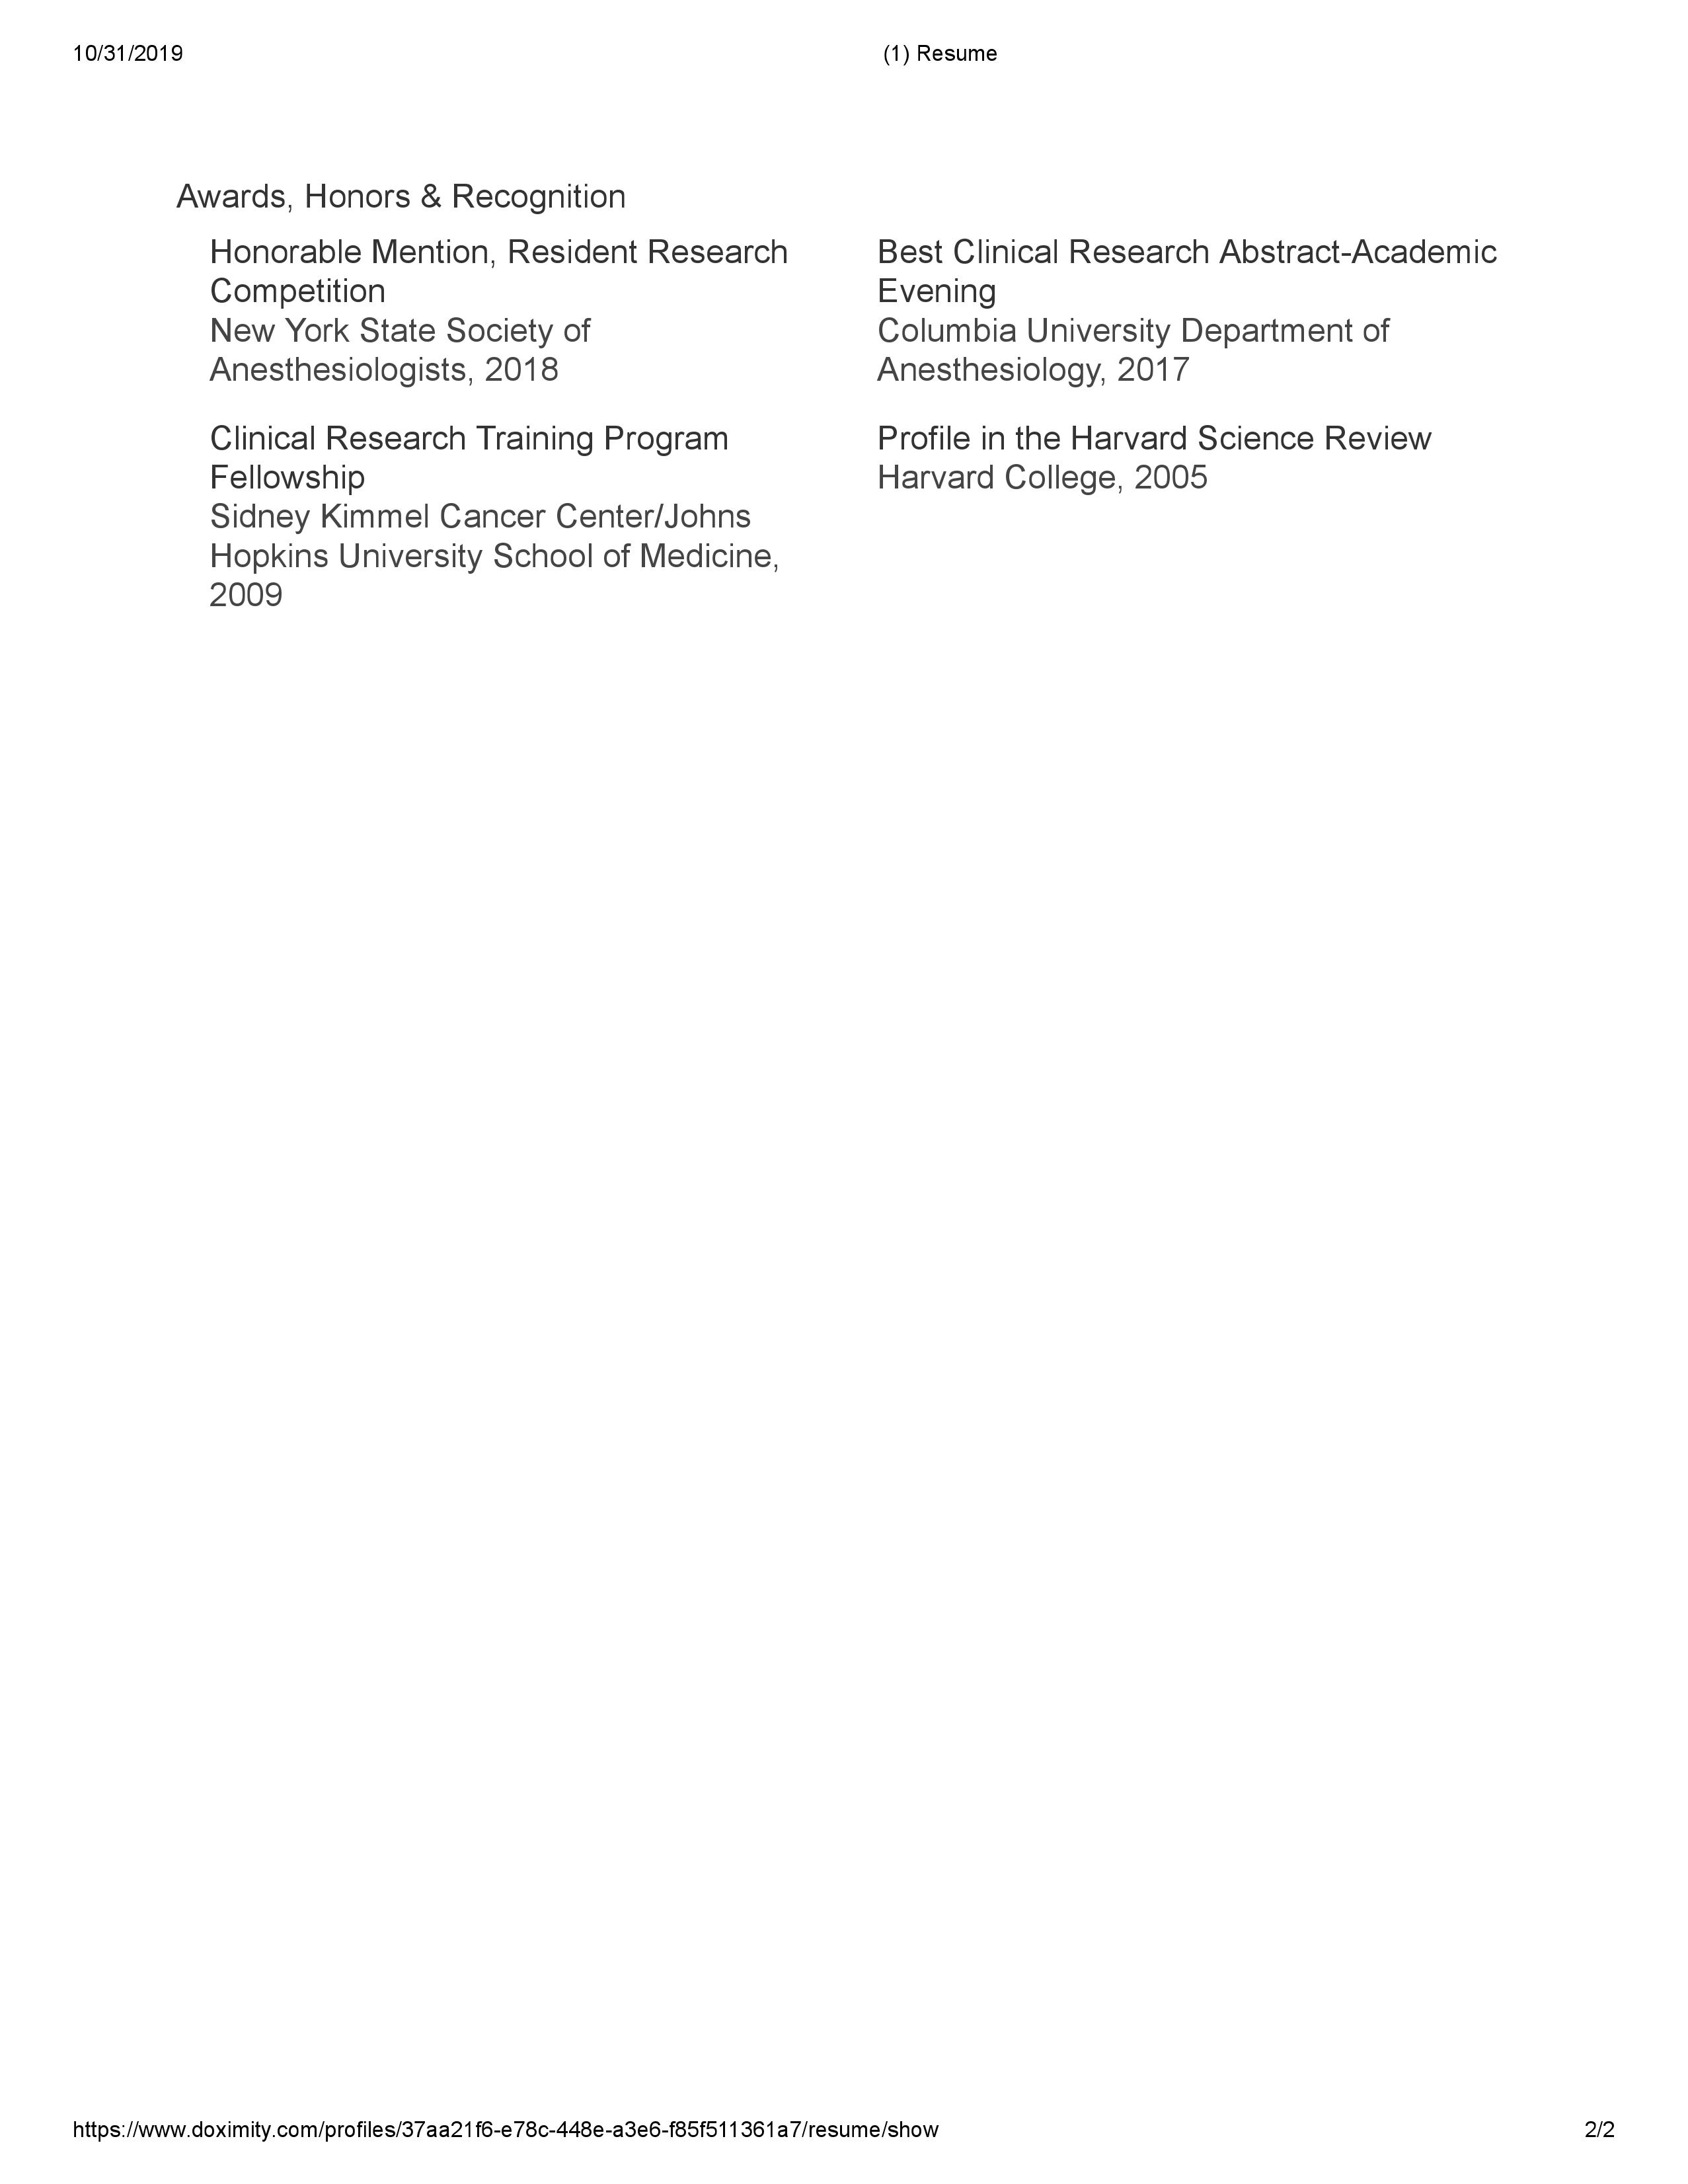 10/31/2019
(1) Resume
Awards, Honors & Recognition
Honorable Mention, Resident Research
Competition
New York State Society of
Anesthesiologists, 2018
Best Clinical Research Abstract-Academic
Evening
Columbia University Department of
Anesthesiology, 2017
Clinical Research Training Program
Fellowship
Sidney Kimmel Cancer Center/Johns
Hopkins University School of Medicine,
2009
Profile in the Harvard Science Review
Harvard College, 2005
https://www.doximity.com/profiles/37aa21f6-e78c-448e-a3e6-f85f511361a7/resume/show
2/2